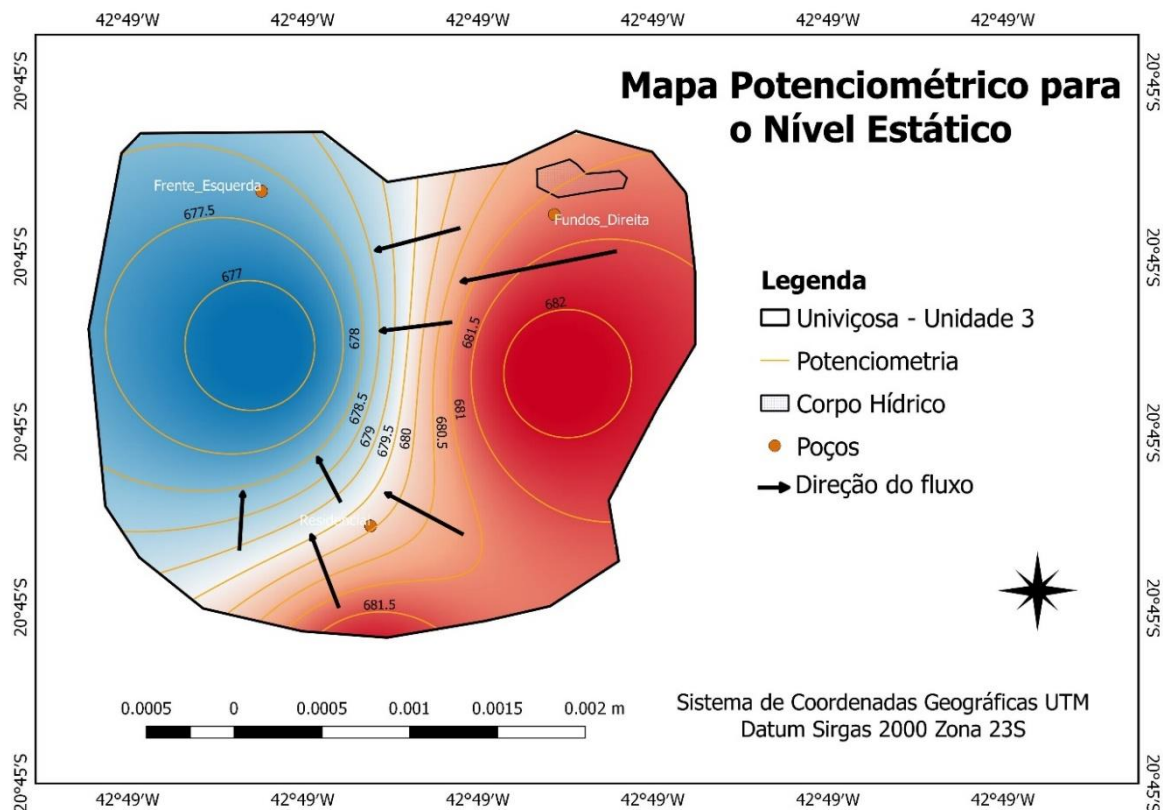 42°49'W 42°49'W 42°49'W 42°49'W 42°49'W 42°49'W
20°45'S 20°45'S
Mapa Potenciométrico para
o Nível Estático
Frente_Esquerda
677.5
Fundos_Direita
20°45'S 20°45'S
677
682
678
681.5
Legenda
Univiçosa - Unidade 3
Potenciometria
Corpo Hídrico
Poços
Direção do fluxo
20°45'S 20°45'S
678.5
679
679.5
680
680.5
681
Residencial
20°45'S 20°45'S
681.5
0.0005 0 0.0005 0.001 0.0015 0.002 m
Sistema de Coordenadas Geográficas UTM
Datum Sirgas 2000 Zona 23S
20°45'S 20°45'S
42°49'W 42°49'W 42°49'W 42°49'W 42°49'W 42°49'W